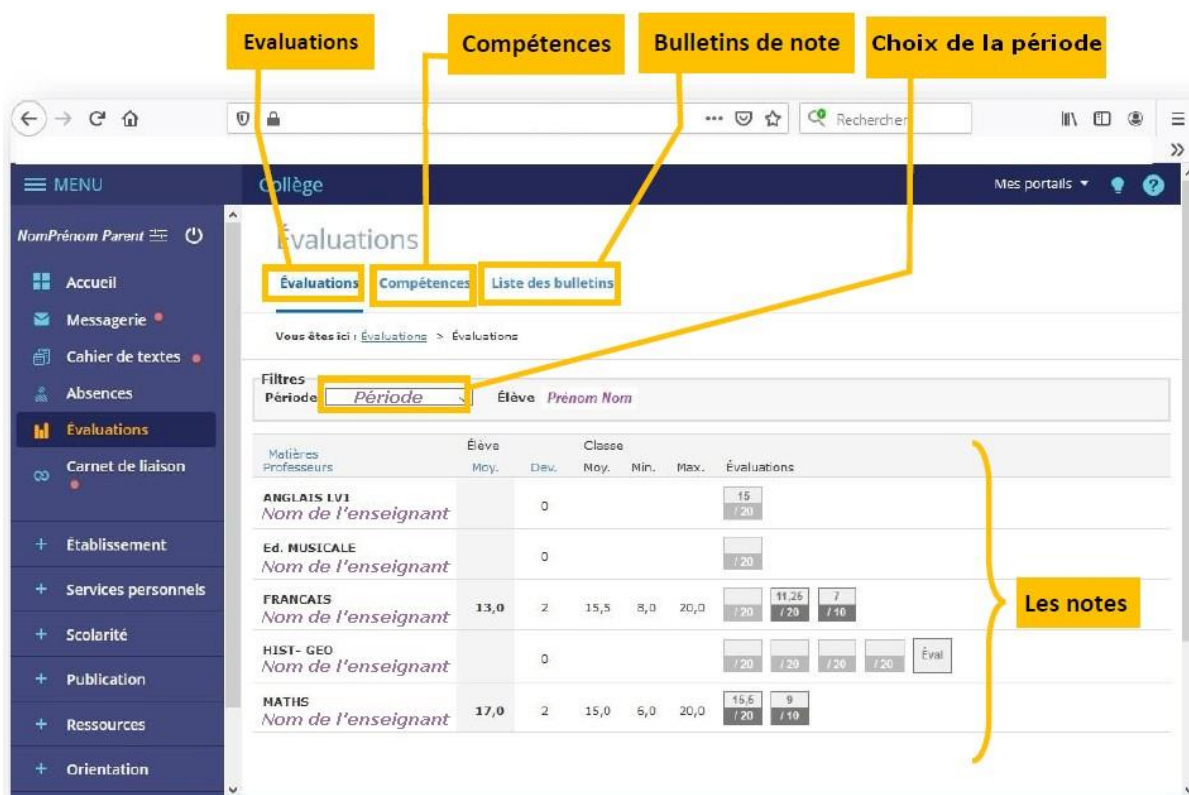 Evaluations
Compétences
Bulletins de note
Choix de la période
Rechercher
MENU
Collège
Mes portails
NomPrénom Parent
Évaluations
Accueil
Messagerie
Cahier de textes
Absences
Évaluations
Carnet de liaison
Établissement
Services personnels
Scolarité
Publication
Ressources
Orientation
Évaluations Compétences Liste des bulletins
Vous êtes ici : Évaluations > Évaluations
Filtres
Période Période Élève Prénom Nom
Matières Élève Classe
Professeurs Moy. Dev. Moy. Min. Max. Évaluations
ANGLAIS LV1 15
Nom de l'enseignant 0 / 20
Ed. MUSICALE
Nom de l'enseignant 0 / 20
FRANCAIS 11,25 7
Nom de l'enseignant 13,0 2 15,5 8,0 20,0 / 20 / 20 / 10
HIST- GEO Éval
Nom de l'enseignant 0 / 20 / 20 / 20 / 20
MATHS 15,5 9
Nom de l'enseignant 17,0 2 15,0 6,0 20,0 / 20 / 10
Les notes